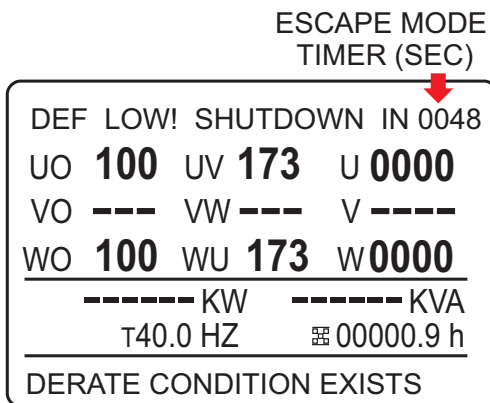 ESCAPE MODE
TIMER (SEC)
DEF LOW! SHUTDOWN IN 0048
UO 100 UV 173 U 0000
VO --- VW --- V ----
WO 100 WU 173 W 0000
------ KW ------ KVA
T40.0 HZ 00000.9 h
DERATE CONDITION EXISTS